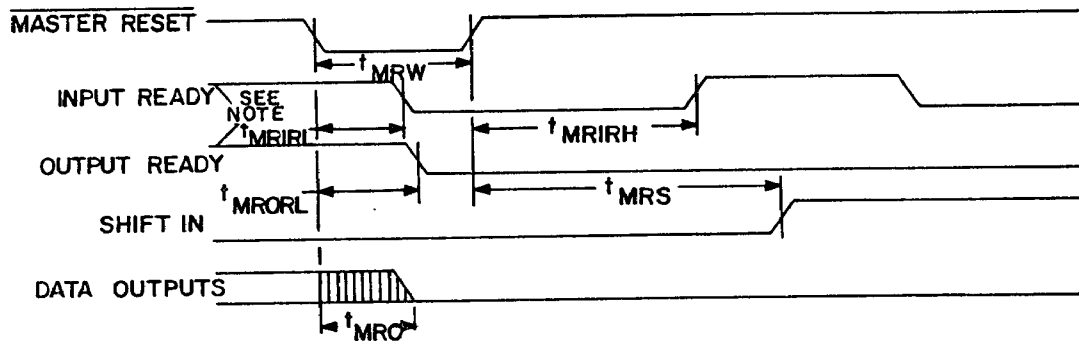 MASTER RESET
tMRW
INPUT READY
SEE
NOTE
tMRIRL
tMRIRH
OUTPUT READY
tMRORL
tMRS
SHIFT IN
DATA OUTPUTS
tMRO